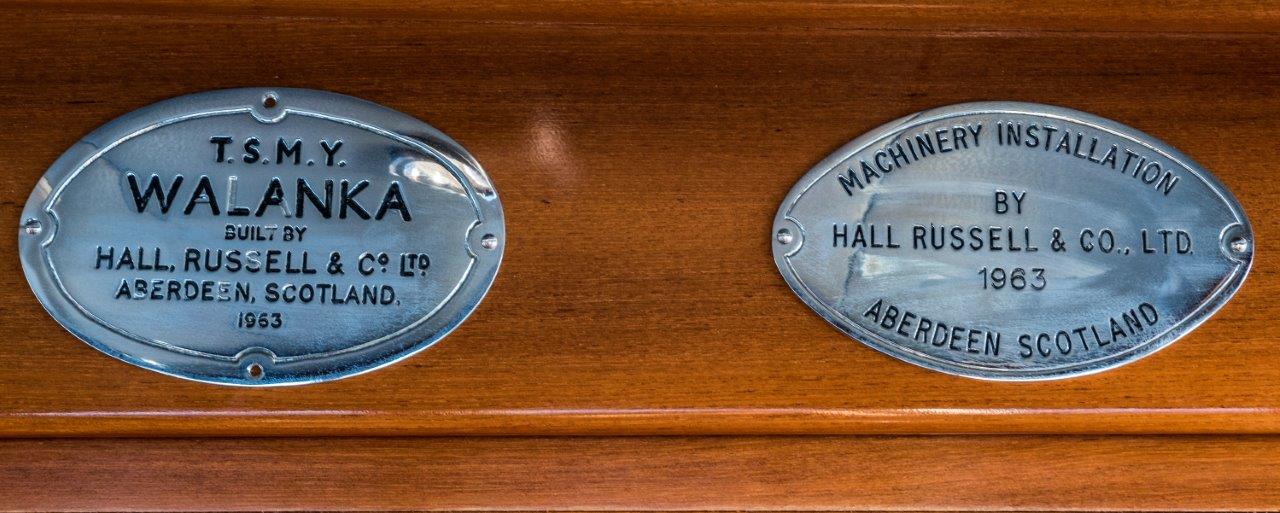 T.S.M.Y.
WALANKA
BUILT BY
HALL, RUSSELL & Cº LTD
ABERDEEN, SCOTLAND.
1963
MACHINERY INSTALLATION
BY
HALL RUSSELL & CO., LTD.
1963
ABERDEEN SCOTLAND